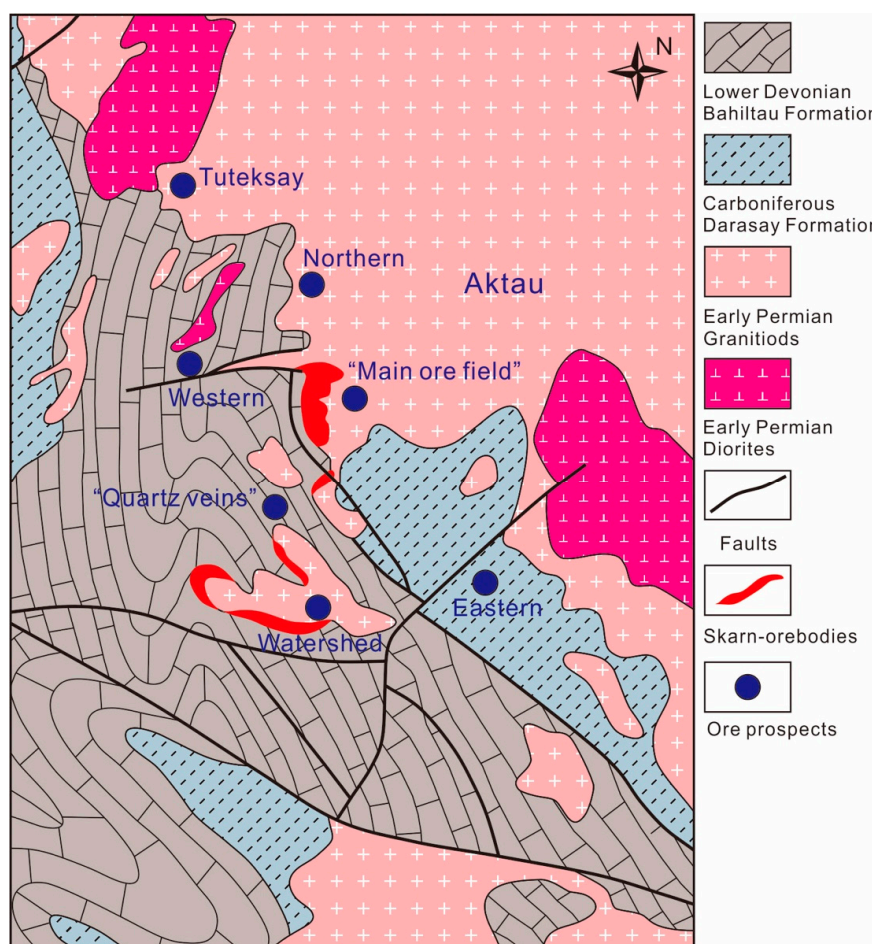 N
Tuteksay
Northern
Aktau
"Main ore field"
Western
"Quartz veins"
Eastern
Watershed
Lower Devonian
Bahiltau Formation
Carboniferous
Darasay Formation
Early Permian
Granitiods
Early Permian
Diorites
Faults
Skarn-orebodies
Ore prospects